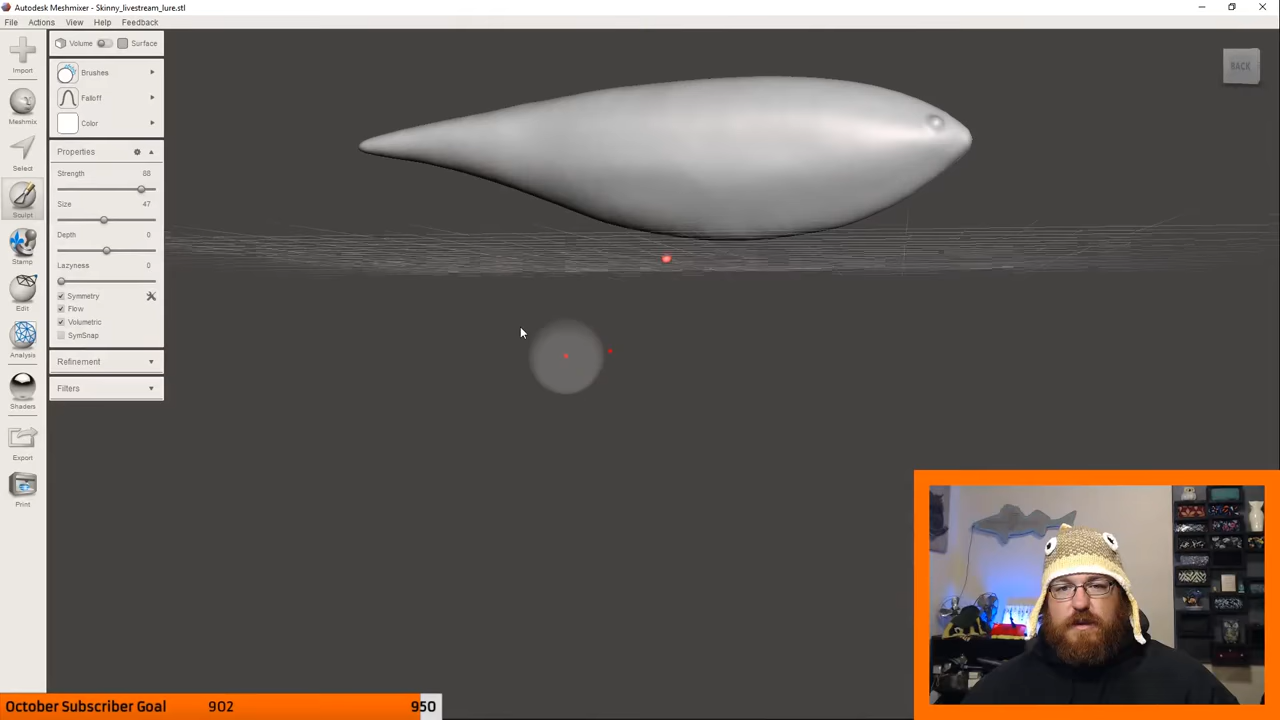 Autodesk Meshmixer - Skinny_livestream_lure.stl
File Actions View Help Feedback
Import
Meshmix
Select
Sculpt
Stamp
Edit
Analysis
Shaders
Export
Print
Volume Surface
Brushes
Falloff
Color
Properties
Strength 88
Size 47
Depth 0
Lazyness 0
Symmetry
Flow
Volumetric
SymSnap
Refinement
Filters
BACK
October Subscriber Goal 902 950